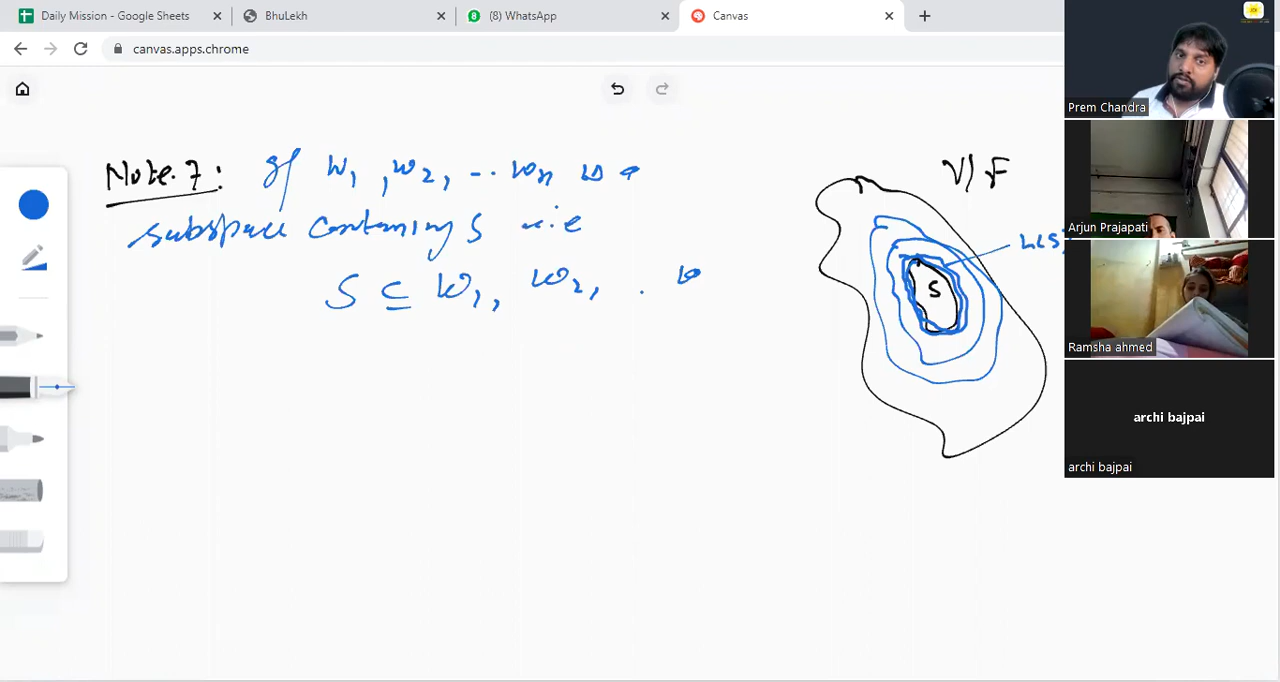 Daily Mission - Google Sheets
BhuLekh
(8) WhatsApp
Canvas
canvas.apps.chrome
Note.7: If W1, W2, ... Wn
subspace containing S i.e
S ⊆ W1, W2, . W
V/F
S
Prem Chandra
Arjun Prajapati
Ramsha ahmed
archi bajpai
archi bajpai